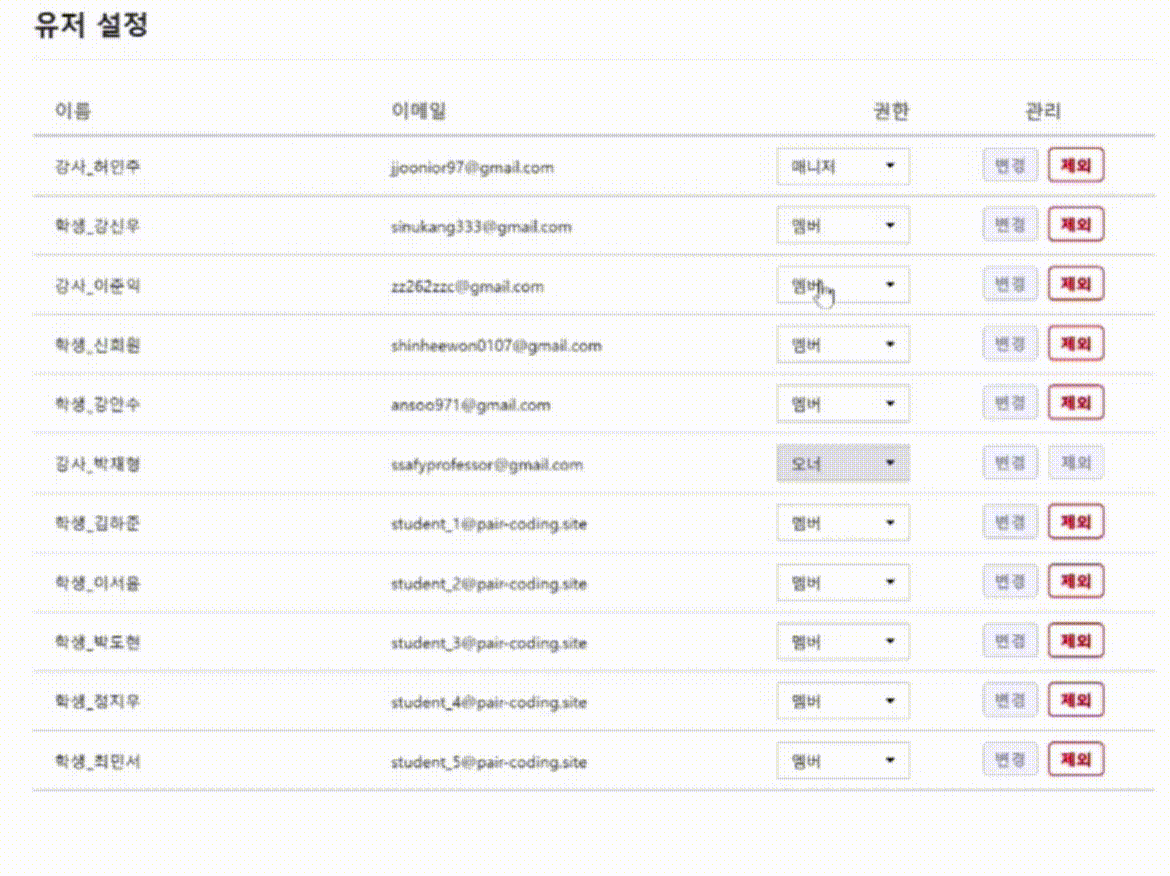 유저 설정
이름 이메일 권한 관리
강사_허인주 jjoonior97@gmail.com 매니저 변경 제외
학생_강신우 sinukang333@gmail.com 멤버 변경 제외
강사_이준익 zz262zzc@gmail.com 멤버 변경 제외
학생_신희원 shinheewon0107@gmail.com 멤버 변경 제외
학생_강안수 ansoo971@gmail.com 멤버 변경 제외
강사_박재형 ssafyprofessor@gmail.com 오너 변경 제외
학생_김하준 student_1@pair-coding.site 멤버 변경 제외
학생_이서윤 student_2@pair-coding.site 멤버 변경 제외
학생_박도현 student_3@pair-coding.site 멤버 변경 제외
학생_정지우 student_4@pair-coding.site 멤버 변경 제외
학생_최민서 student_5@pair-coding.site 멤버 변경 제외